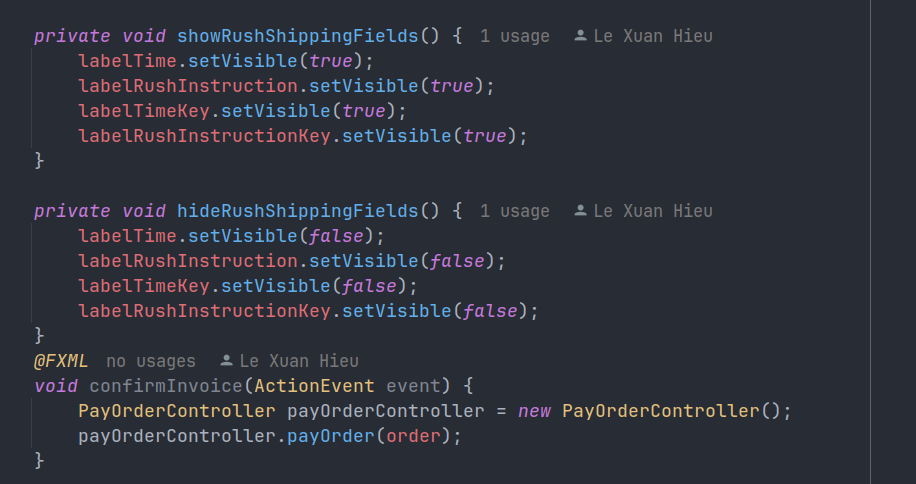 private void showRushShippingFields() { 1 usage Le Xuan Hieu
labelTime.setVisible(true);
labelRushInstruction.setVisible(true);
labelTimeKey.setVisible(true);
labelRushInstructionKey.setVisible(true);
}
private void hideRushShippingFields() { 1 usage Le Xuan Hieu
labelTime.setVisible(false);
labelRushInstruction.setVisible(false);
labelTimeKey.setVisible(false);
labelRushInstructionKey.setVisible(false);
}
@FXML no usages Le Xuan Hieu
void confirmInvoice(ActionEvent event) {
PayOrderController payOrderController = new PayOrderController();
payOrderController.payOrder(order);
}